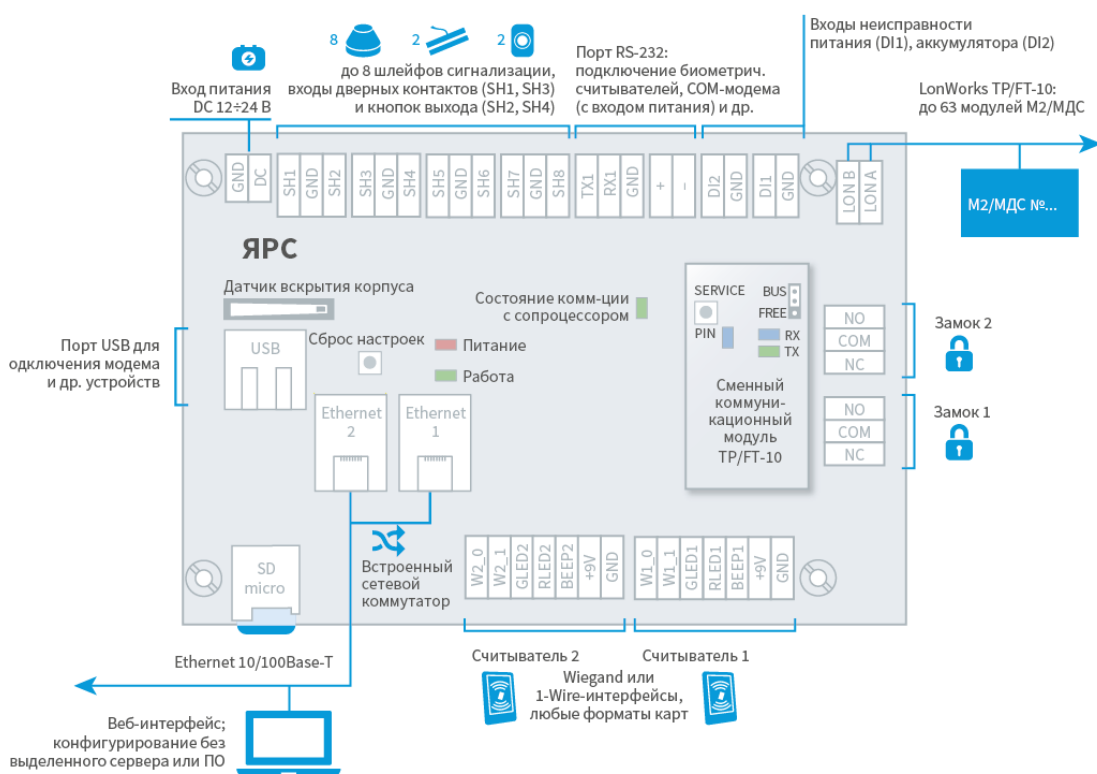 8
2
2
до 8 шлейфов сигнализации,
входы дверных контактов (SH1, SH3)
и кнопок выхода (SH2, SH4)
Вход питания
DC 12÷24 В
Порт RS-232:
подключение биометрич.
считывателей, COM-модема
(с входом питания) и др.
Входы неисправности
питания (DI1), аккумулятора (DI2)
LonWorks TP/FT-10:
до 63 модулей М2/МДС
GND
DC
SH1
GND
SH2
SH3
GND
SH4
SH5
GND
SH6
SH7
GND
SH8
TX1
RX1
GND
+
–
DI2
GND
DI1
GND
LON B
LON A
М2/МДС №...
ЯРС
Датчик вскрытия корпуса
Состояние комм-ции
с сопроцессором
SERVICE
PIN
BUS
FREE
RX
TX
Сменный
коммуни-
кационный
модуль
TP/FT-10
NO
COM
NC
Замок 2
NO
COM
NC
Замок 1
Порт USB для
одключения модема
и др. устройств
USB
Сброс настроек
Питание
Работа
Ethernet
2
Ethernet
1
Встроенный
сетевой
коммутатор
SD
micro
W2_0
W2_1
GLED2
RLED2
BEEP2
+9V
GND
W1_0
W1_1
GLED1
RLED1
BEEP1
+9V
GND
Ethernet 10/100Base-T
Считыватель 2
Считыватель 1
Wiegand или
1-Wire-интерфейсы,
любые форматы карт
Веб-интерфейс;
конфигурирование без
выделенного сервера или ПО